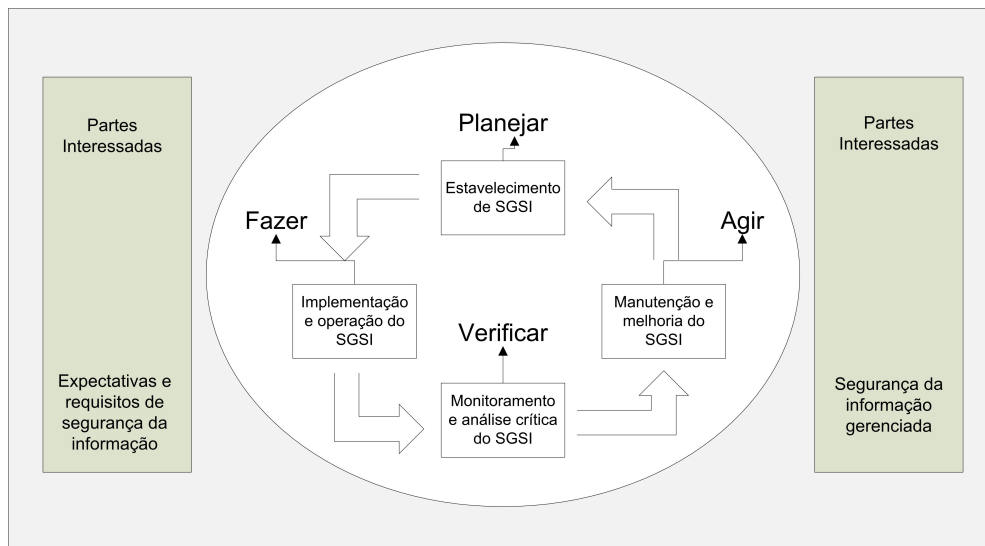 Partes
Interessadas
Expectativas e
requisitos de
segurança da
informação
Planejar
Estavelecimento
de SGSI
Fazer
Implementação
e operação do
SGSI
Verificar
Monitoramento
e análise crítica
do SGSI
Agir
Manutenção e
melhoria do
SGSI
Partes
Interessadas
Segurança da
informação
gerenciada